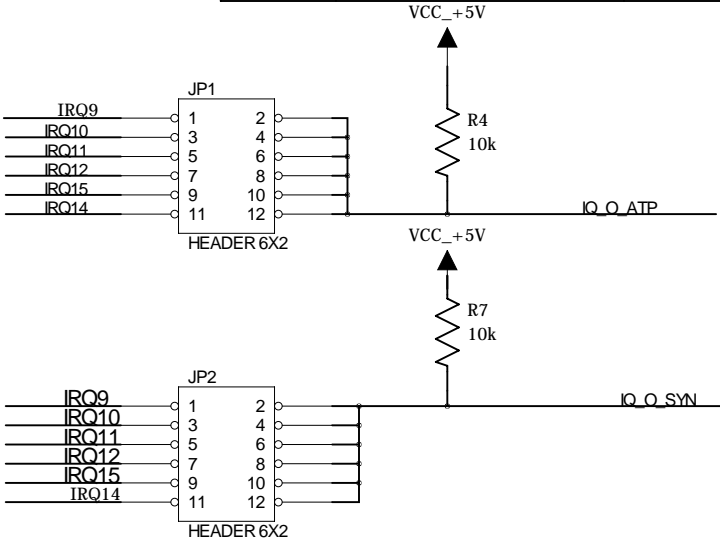 VCC_+5V
JP1
IRQ9 1 2 R4
IRQ10 3 4 10k
IRQ11 5 6
IRQ12 7 8
IRQ15 9 10
IRQ14 11 12 IQ_O_ATP
HEADER 6X2 VCC_+5V
R7
10k
JP2
IRQ9 1 2 IQ_O_SYN
IRQ10 3 4
IRQ11 5 6
IRQ12 7 8
IRQ15 9 10
IRQ14 11 12
HEADER 6X2